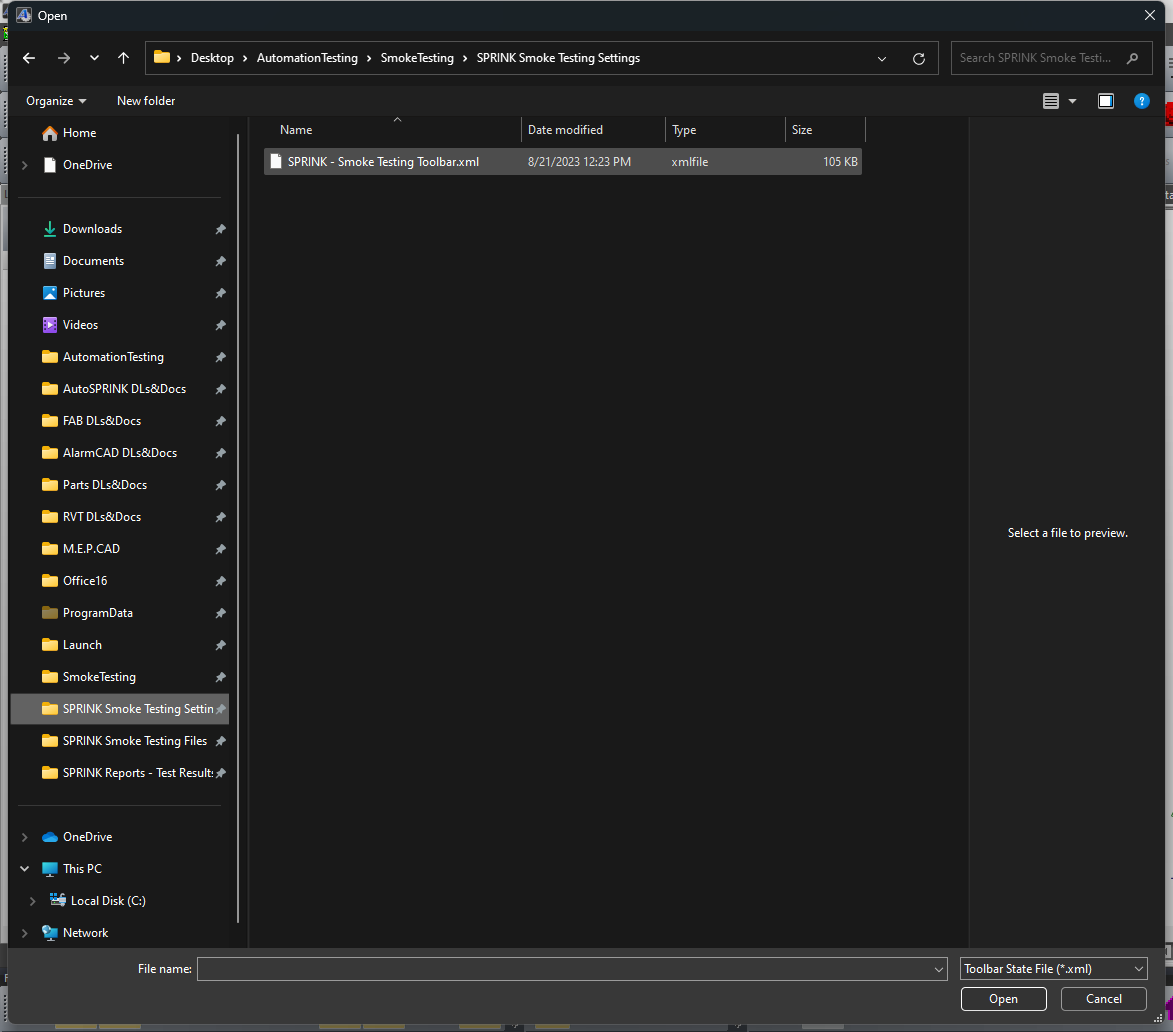 Open
Desktop > AutomationTesting > SmokeTesting > SPRINK Smoke Testing Settings
Search SPRINK Smoke Testi...
Organize
New folder
?
Home
OneDrive
Downloads
Documents
Pictures
Videos
AutomationTesting
AutoSPRINK DLs&Docs
FAB DLs&Docs
AlarmCAD DLs&Docs
Parts DLs&Docs
RVT DLs&Docs
M.E.P.CAD
Office16
ProgramData
Launch
SmokeTesting
SPRINK Smoke Testing Settin
SPRINK Smoke Testing Files
SPRINK Reports - Test Results
OneDrive
This PC
Local Disk (C:)
Network
Name Date modified Type Size
SPRINK - Smoke Testing Toolbar.xml 8/21/2023 12:23 PM xmlfile 105 KB
Select a file to preview.
File name:
Toolbar State File (*.xml)
Open
Cancel